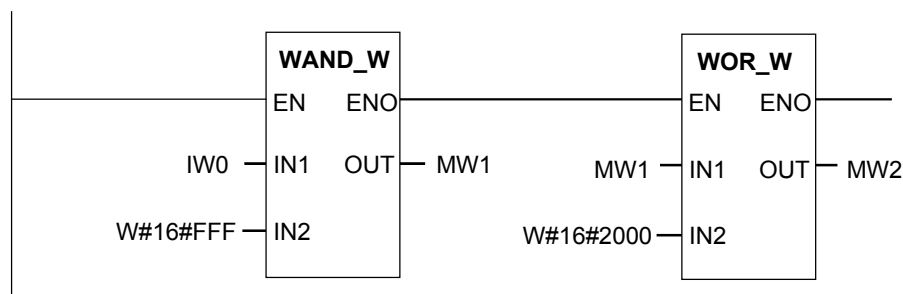 WAND_W
EN ENO
IW0 IN1 OUT MW1
W#16#FFF IN2
WOR_W
EN ENO
MW1 IN1 OUT MW2
W#16#2000 IN2